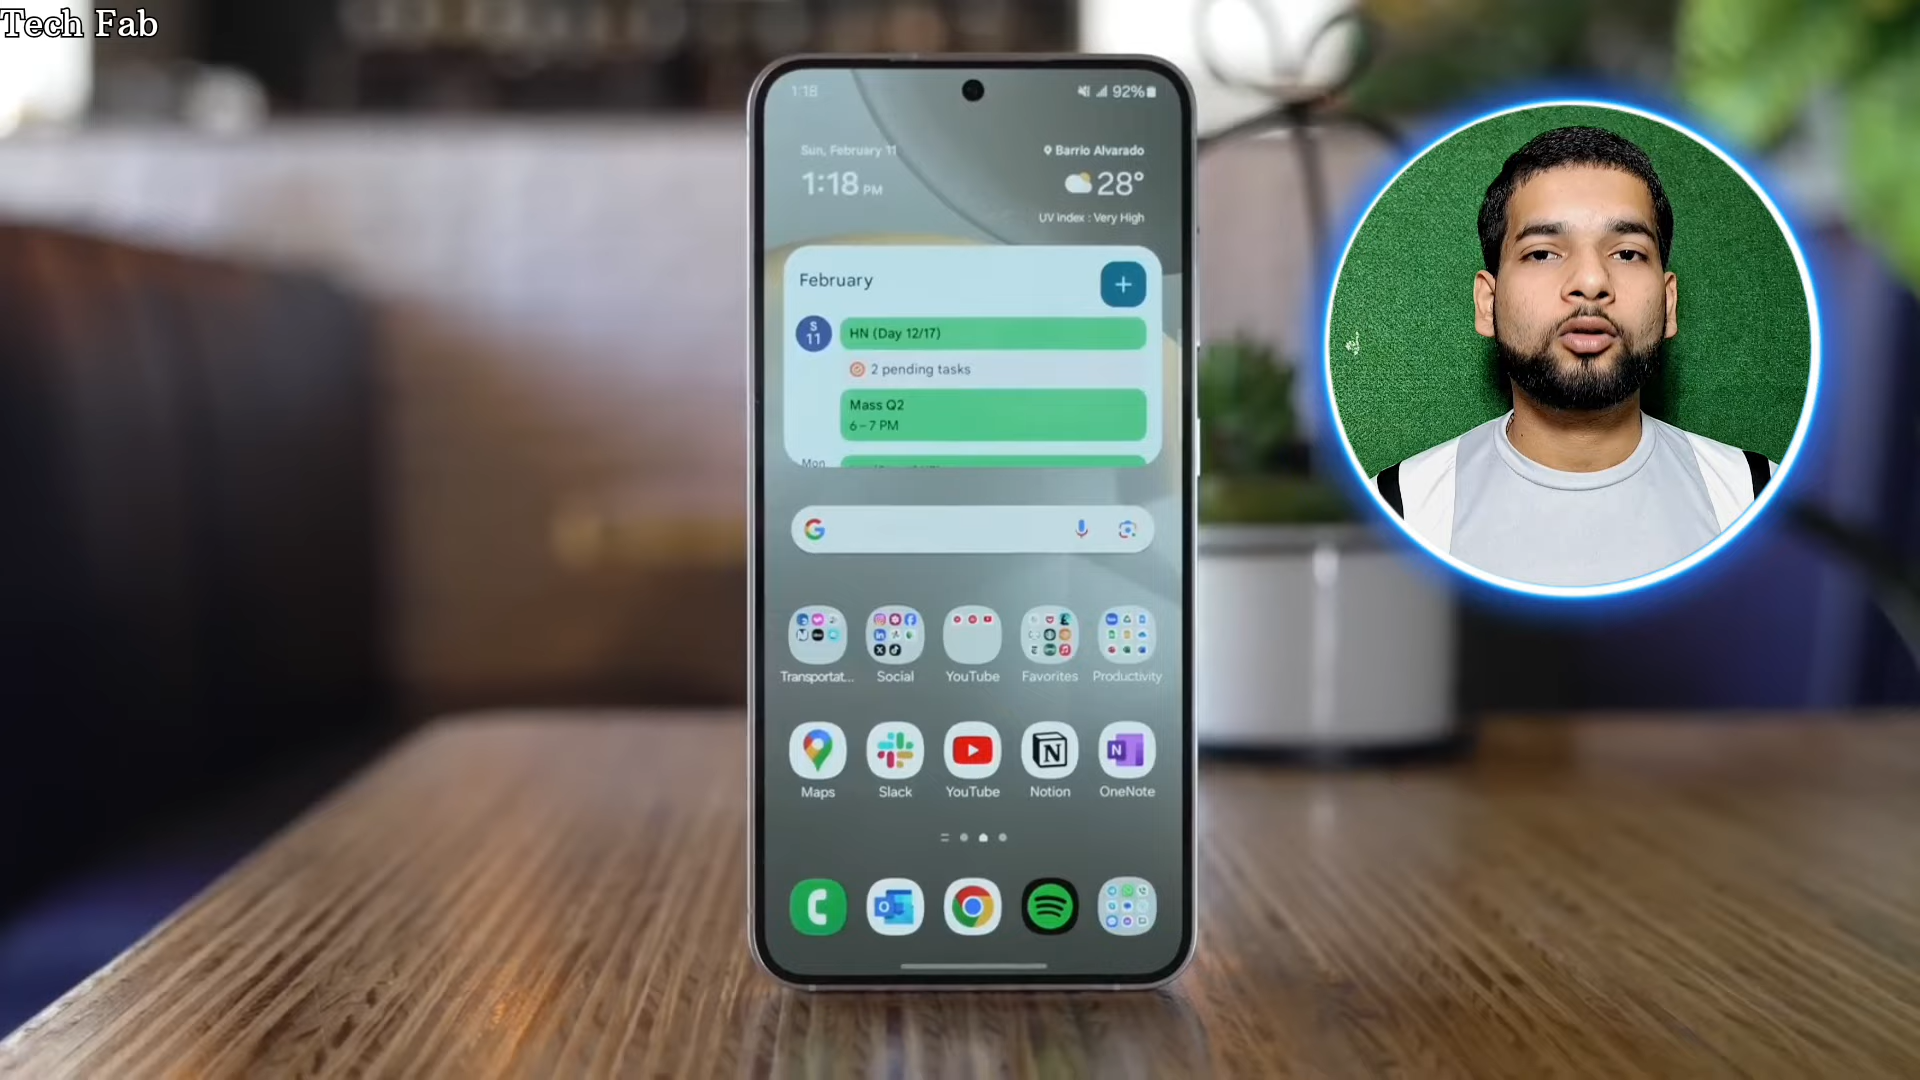 Tech Fab
1:18
92%
Sun, February 11
Barrio Alvarado
1:18 PM
28°
UV index : Very High
February
+
S
11
HN (Day 12/17)
2 pending tasks
Mass Q2
6 – 7 PM
Mon
Transportat...
Social
YouTube
Favorites
Productivity
Maps
Slack
YouTube
Notion
OneNote